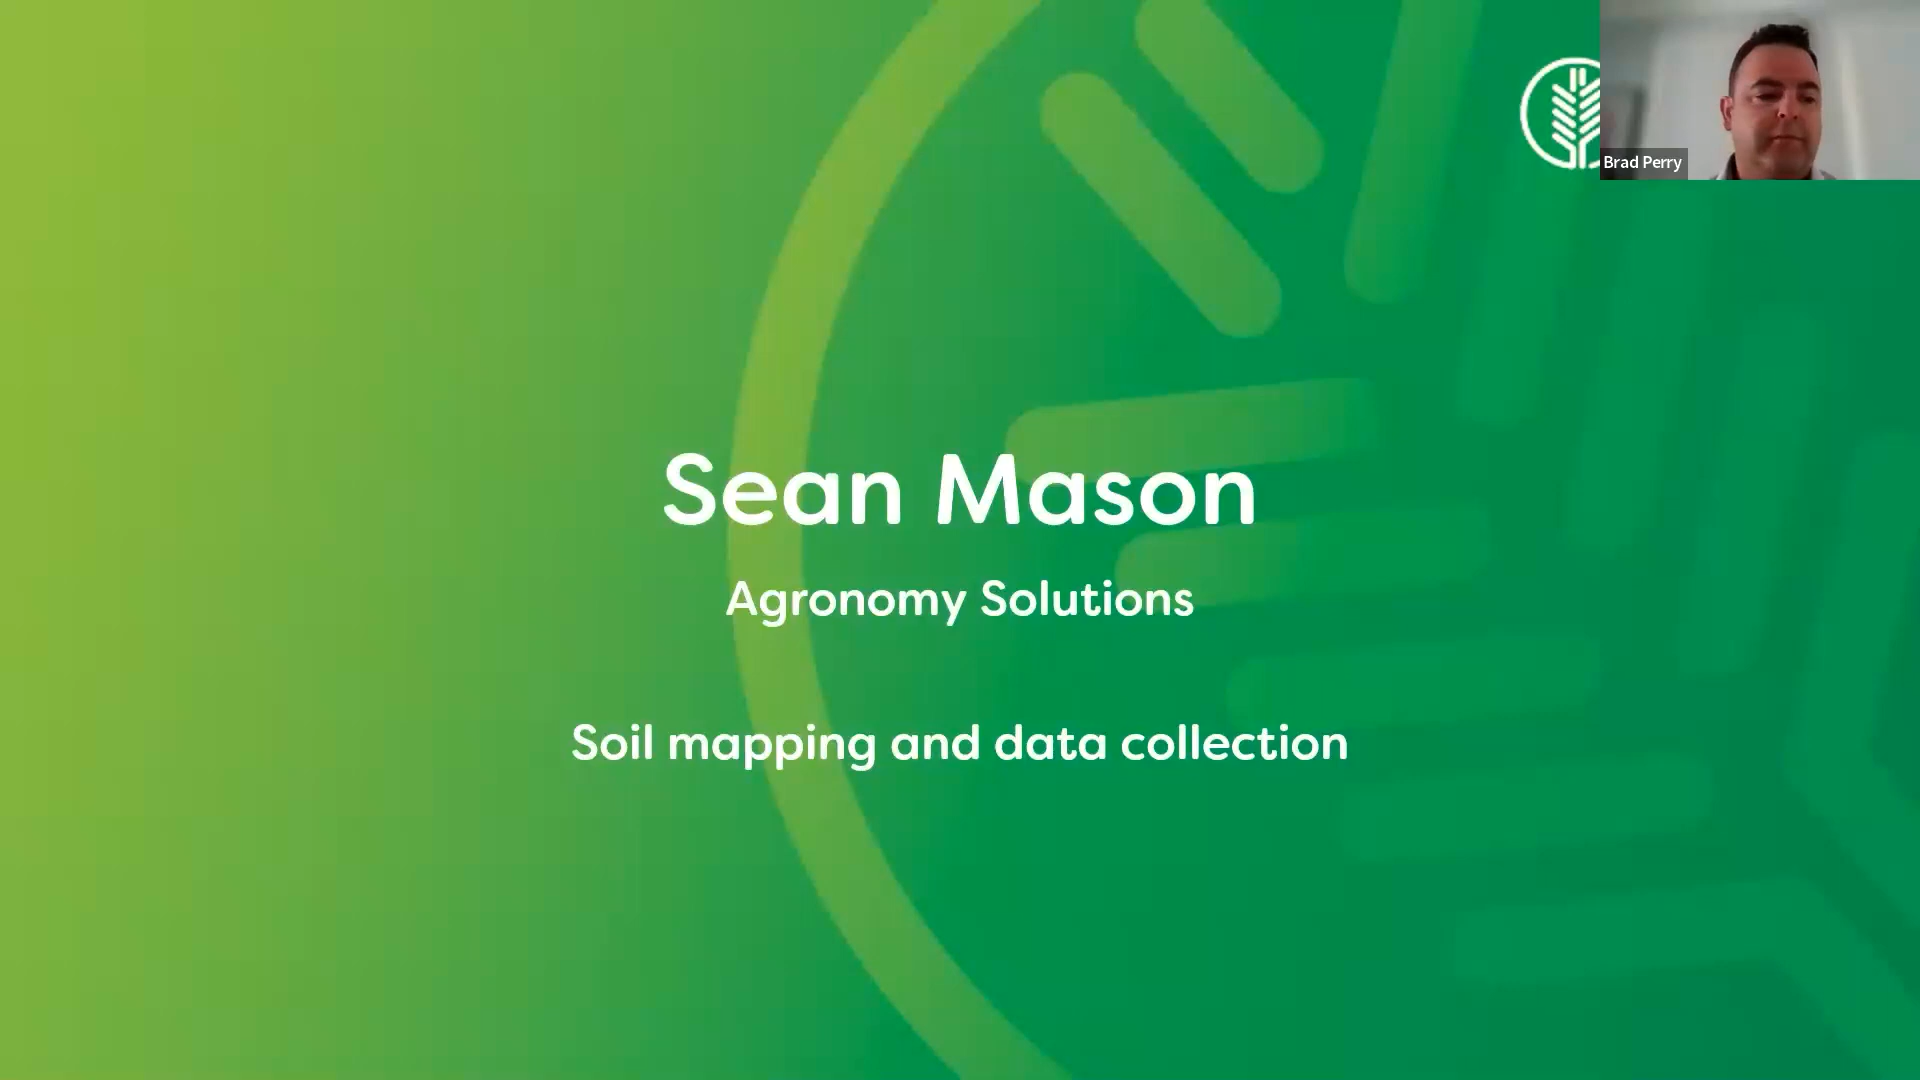 Brad Perry
Sean Mason
Agronomy Solutions
Soil mapping and data collection